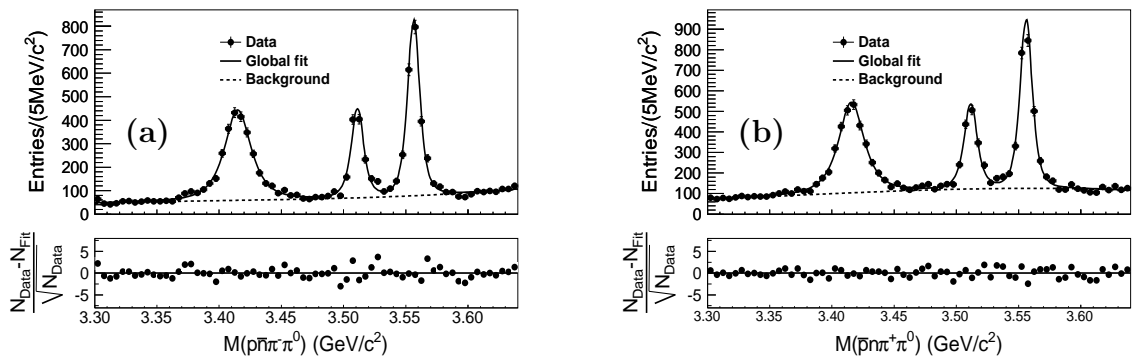 800
700
600
500
400
300
200
100
0
Entries/(5MeV/c²)
Data
Global fit
Background
(a)
5
0
-5
N_Data-N_Fit
√N_Data
3.30 3.35 3.40 3.45 3.50 3.55 3.60
M(pn̄π⁻π⁰) (GeV/c²)
900
800
700
600
500
400
300
200
100
0
Entries/(5MeV/c²)
Data
Global fit
Background
(b)
5
0
-5
N_Data-N_Fit
√N_Data
3.30 3.35 3.40 3.45 3.50 3.55 3.60
M(p̄nπ⁺π⁰) (GeV/c²)